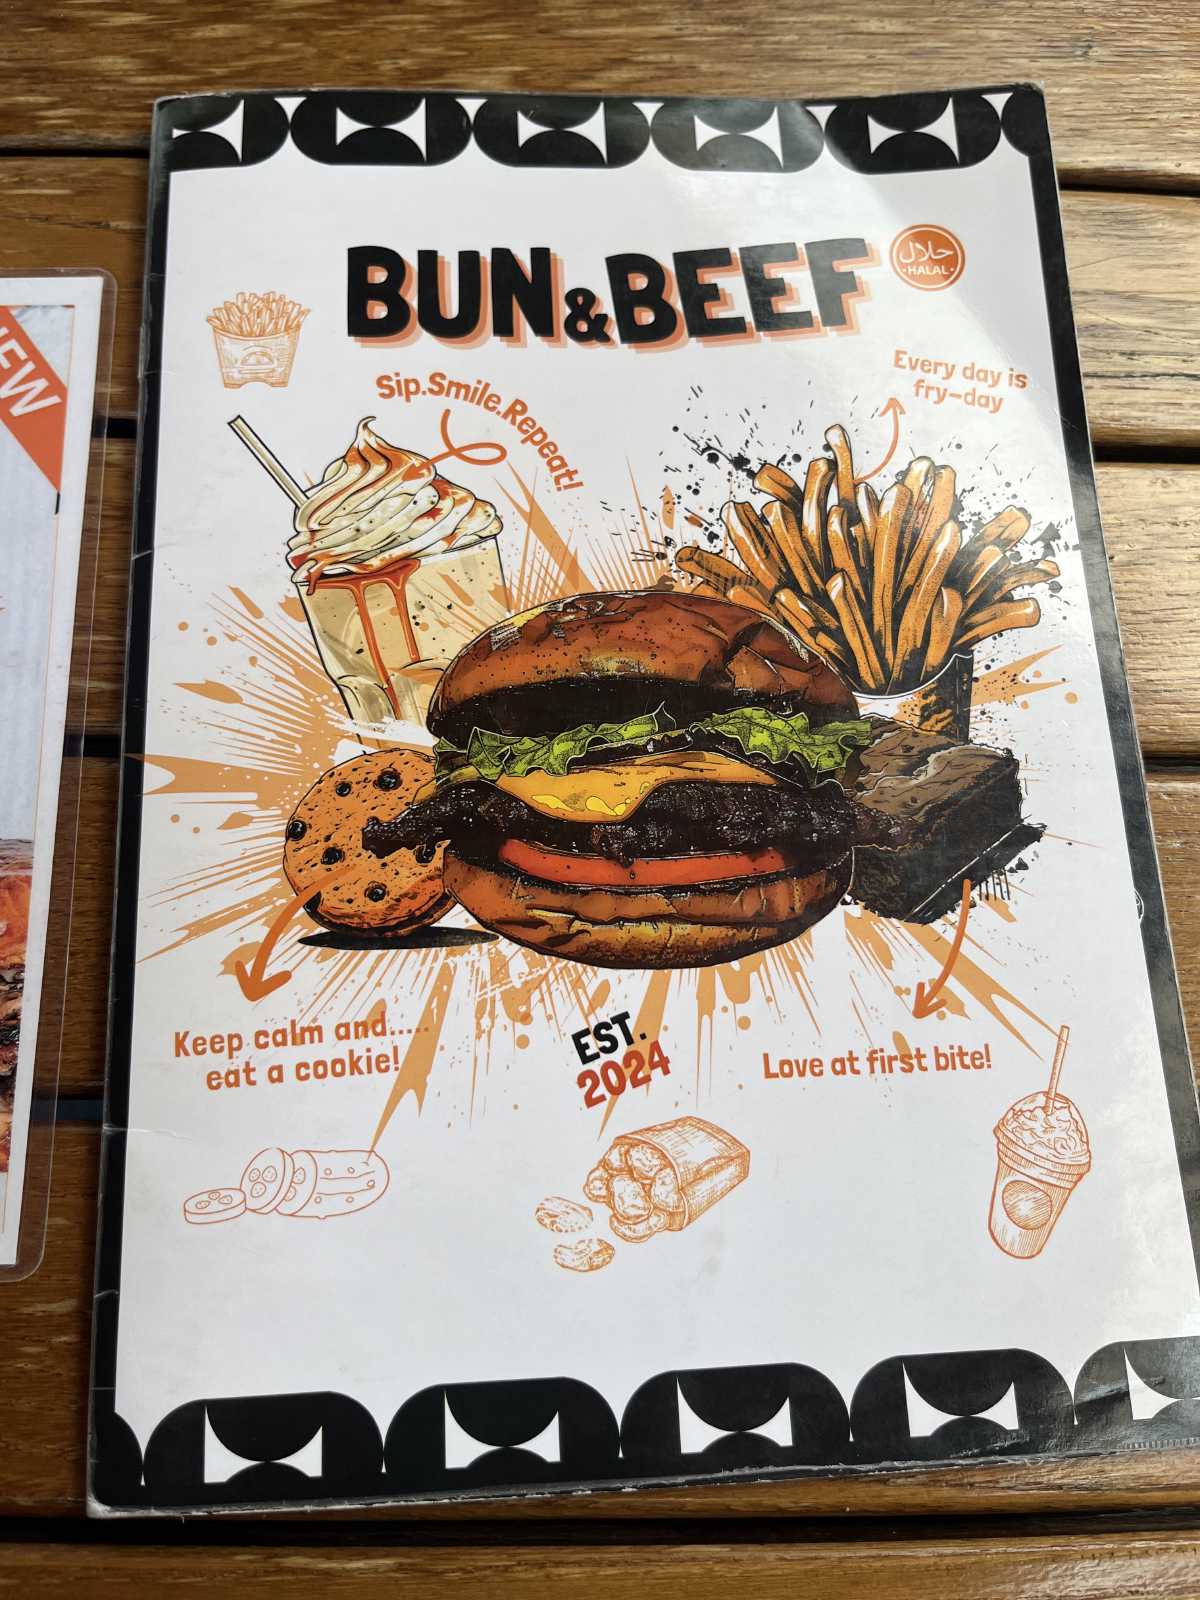 BUN&BEEF
حلال
HALAL
NEW
Every day is
fry-day
Sip.Smile.Repeat!
Keep calm and.....
eat a cookie!
EST.
2024
Love at first bite!